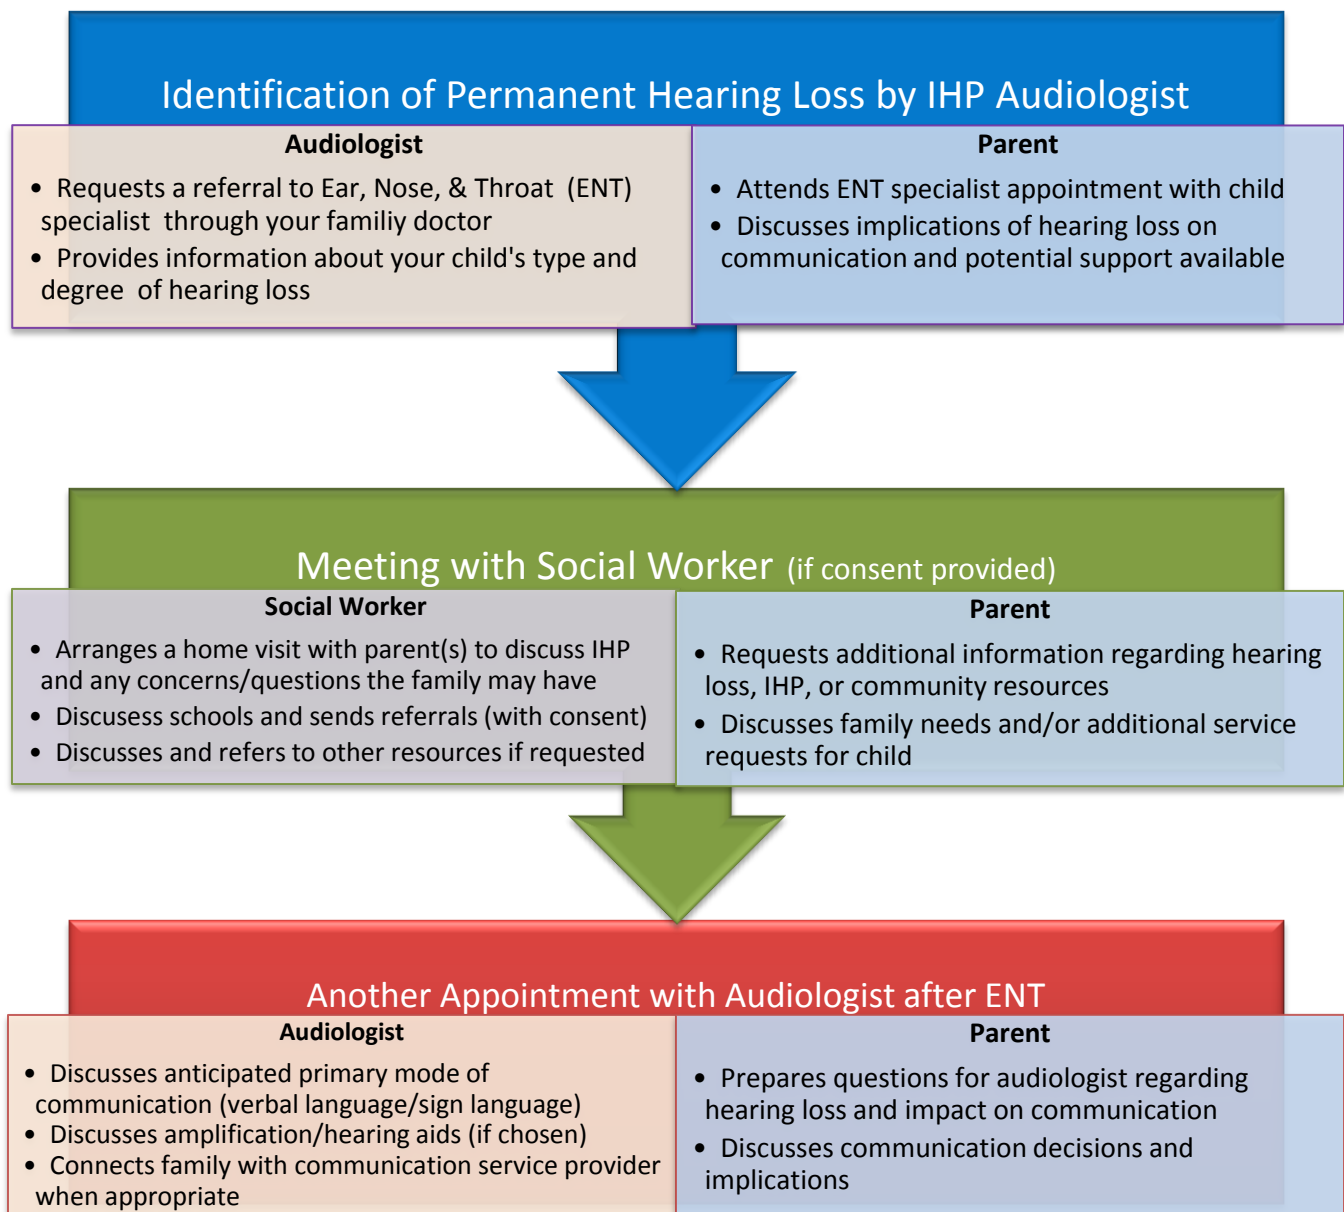 Identification of Permanent Hearing Loss by IHP Audiologist
Audiologist
• Requests a referral to Ear, Nose, & Throat (ENT)
specialist through your familiy doctor
• Provides information about your child's type and
degree of hearing loss
Parent
• Attends ENT specialist appointment with child
• Discusses implications of hearing loss on
communication and potential support available
Meeting with Social Worker (if consent provided)
Social Worker
• Arranges a home visit with parent(s) to discuss IHP
and any concerns/questions the family may have
• Discusess schools and sends referrals (with consent)
• Discusses and refers to other resources if requested
Parent
• Requests additional information regarding hearing
loss, IHP, or community resources
• Discusses family needs and/or additional service
requests for child
Another Appointment with Audiologist after ENT
Audiologist
• Discusses anticipated primary mode of
communication (verbal language/sign language)
• Discusses amplification/hearing aids (if chosen)
• Connects family with communication service provider
when appropriate
Parent
• Prepares questions for audiologist regarding
hearing loss and impact on communication
• Discusses communication decisions and
implications